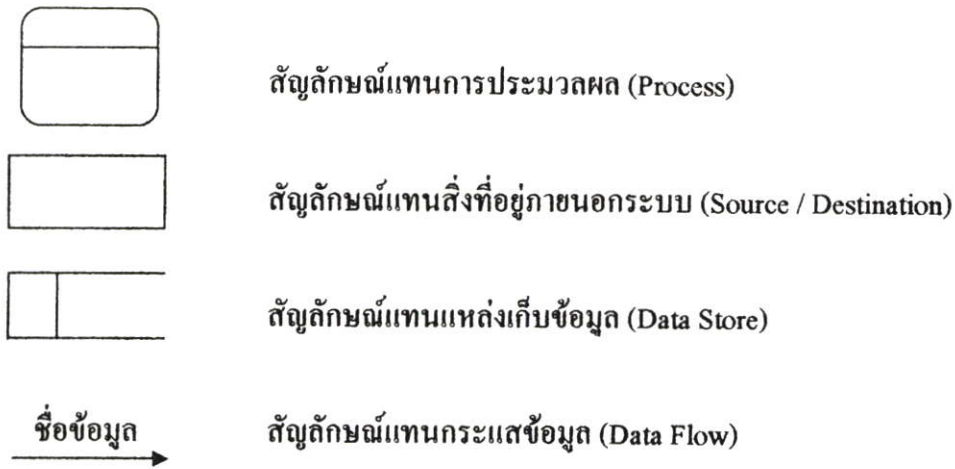 สัญลักษณ์แทนการประมวลผล (Process)
สัญลักษณ์แทนสิ่งที่อยู่ภายนอกระบบ (Source / Destination)
สัญลักษณ์แทนแหล่งเก็บข้อมูล (Data Store)
ชื่อข้อมูล สัญลักษณ์แทนกระแสข้อมูล (Data Flow)